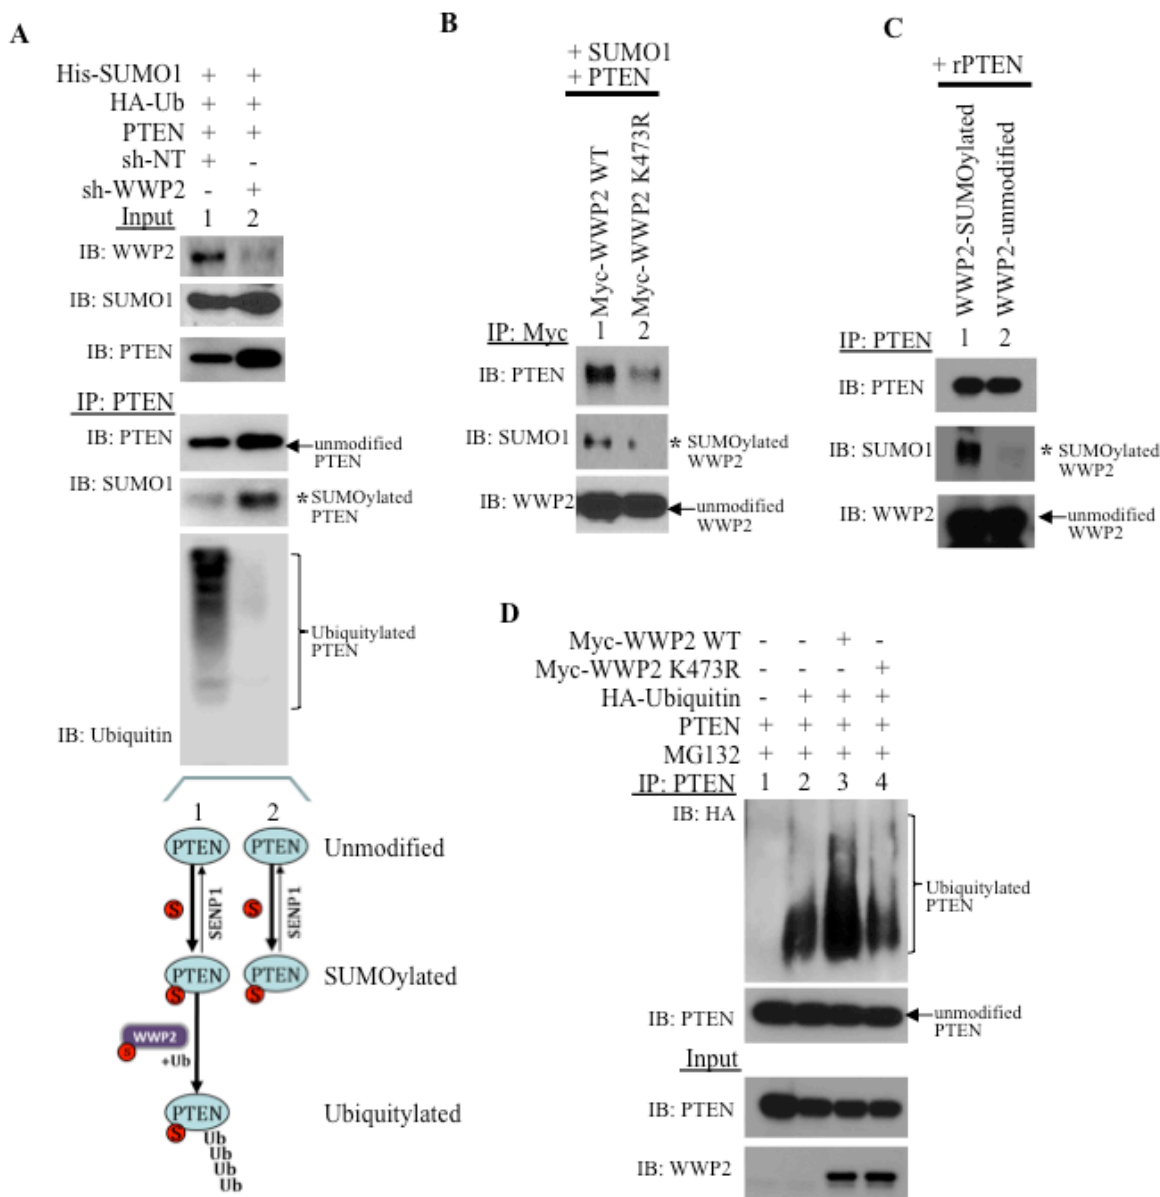 A
His-SUMO1 + +
HA-Ub + +
PTEN + +
sh-NT + -
sh-WWP2 - +
Input 1 2
IB: WWP2
IB: SUMO1
IB: PTEN
IP: PTEN
IB: PTEN
unmodified
PTEN
IB: SUMO1
* SUMOylated
PTEN
Ubiquitylated
PTEN
IB: Ubiquitin
1 2
PTEN PTEN Unmodified
S SENP1 S SENP1
PTEN PTEN SUMOylated
S S
WWP2
S
+Ub
PTEN Ubiquitylated
S
Ub
Ub
Ub
Ub
B
+ SUMO1
+ PTEN
Myc-WWP2 WT
Myc-WWP2 K473R
IP: Myc 1 2
IB: PTEN
IB: SUMO1
* SUMOylated
WWP2
IB: WWP2
unmodified
WWP2
C
+ rPTEN
WWP2-SUMOylated
WWP2-unmodified
IP: PTEN 1 2
IB: PTEN
IB: SUMO1
* SUMOylated
WWP2
IB: WWP2
unmodified
WWP2
D
Myc-WWP2 WT - - + -
Myc-WWP2 K473R - - - +
HA-Ubiquitin - + + +
PTEN + + + +
MG132 + + + +
IP: PTEN 1 2 3 4
IB: HA
Ubiquitylated
PTEN
IB: PTEN
unmodified
PTEN
Input
IB: PTEN
IB: WWP2